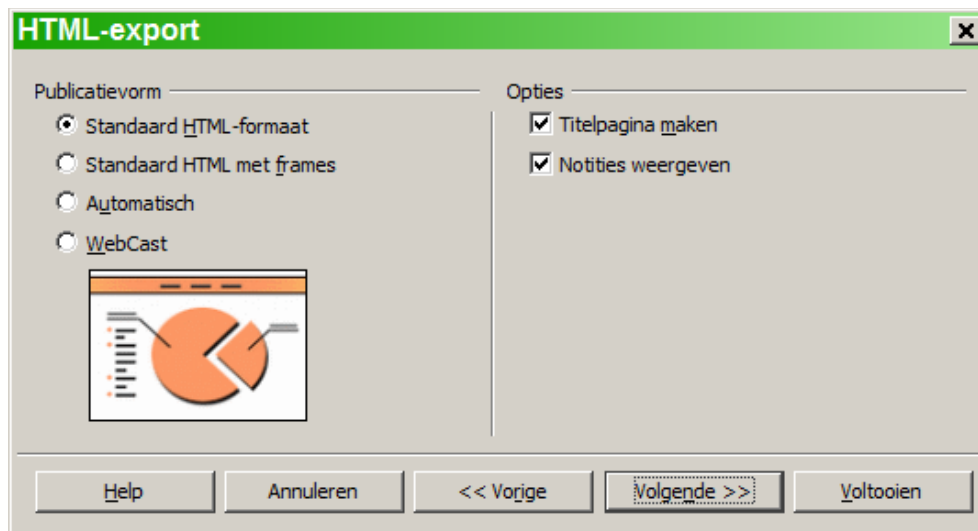 HTML-export
Publicatievorm
Standaard HTML-formaat
Standaard HTML met frames
Automatisch
WebCast
Opties
Titelpagina maken
Notities weergeven
Help
Annuleren
<< Vorige
Volgende >>
Voltooien